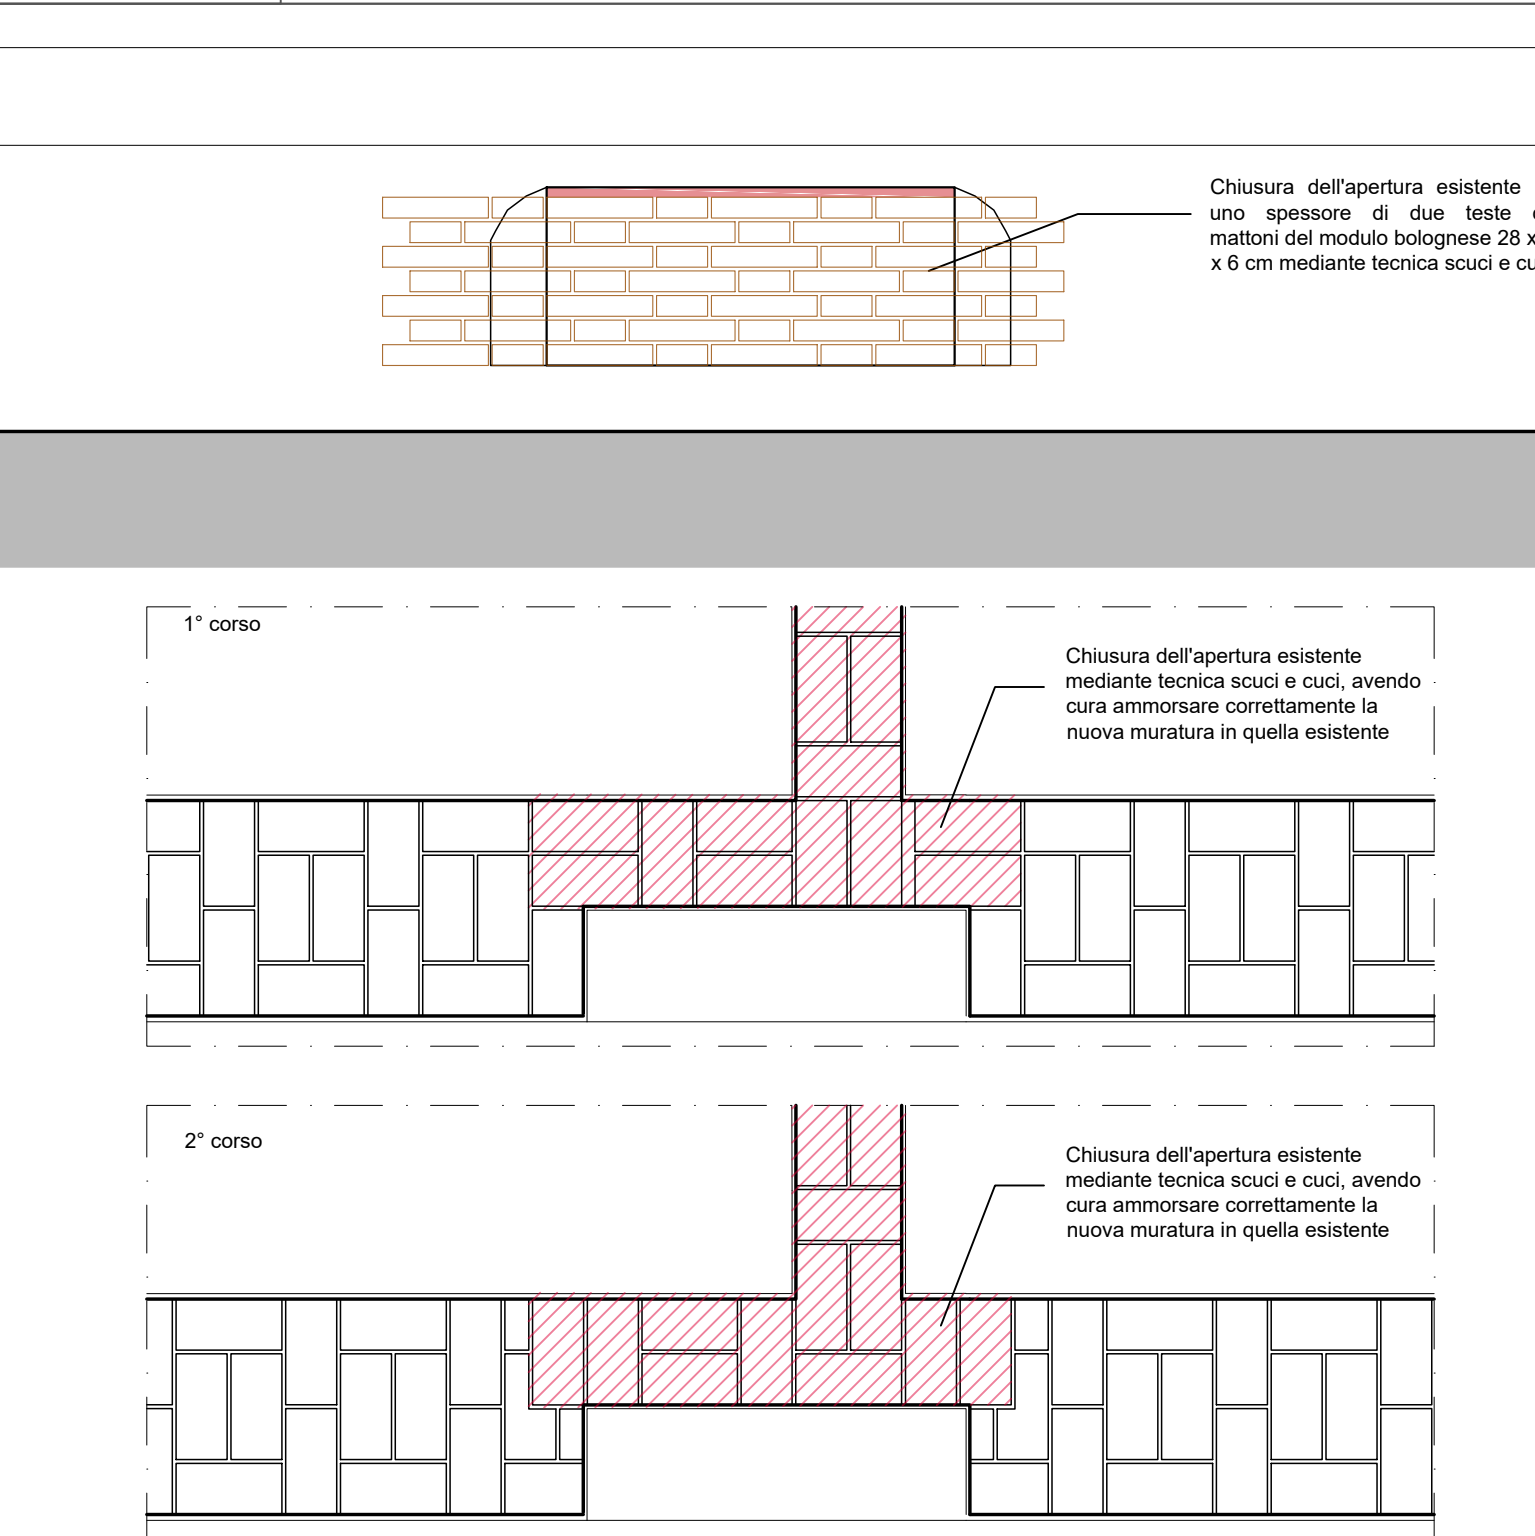 Chiusura dell'apertura esistente
uno spessore di due teste
mattoni del modulo bolognese 28 x
x 6 cm mediante tecnica scuci e
1° corso
Chiusura dell'apertura esistente
mediante tecnica scuci e cuci, avendo
cura ammorsare correttamente la
nuova muratura in quella esistente
2° corso
Chiusura dell'apertura esistente
mediante tecnica scuci e cuci, avendo
cura ammorsare correttamente la
nuova muratura in quella esistente